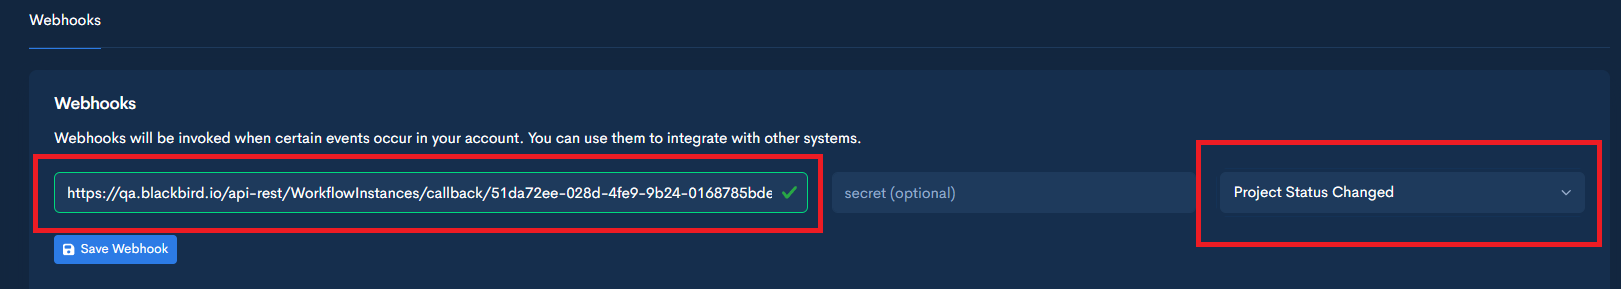 Webhooks
Webhooks
Webhooks will be invoked when certain events occur in your account. You can use them to integrate with other systems.
https://qa.blackbird.io/api-rest/WorkflowInstances/callback/51da72ee-028d-4fe9-9b24-0168785bde secret (optional) Project Status Changed
Save Webhook